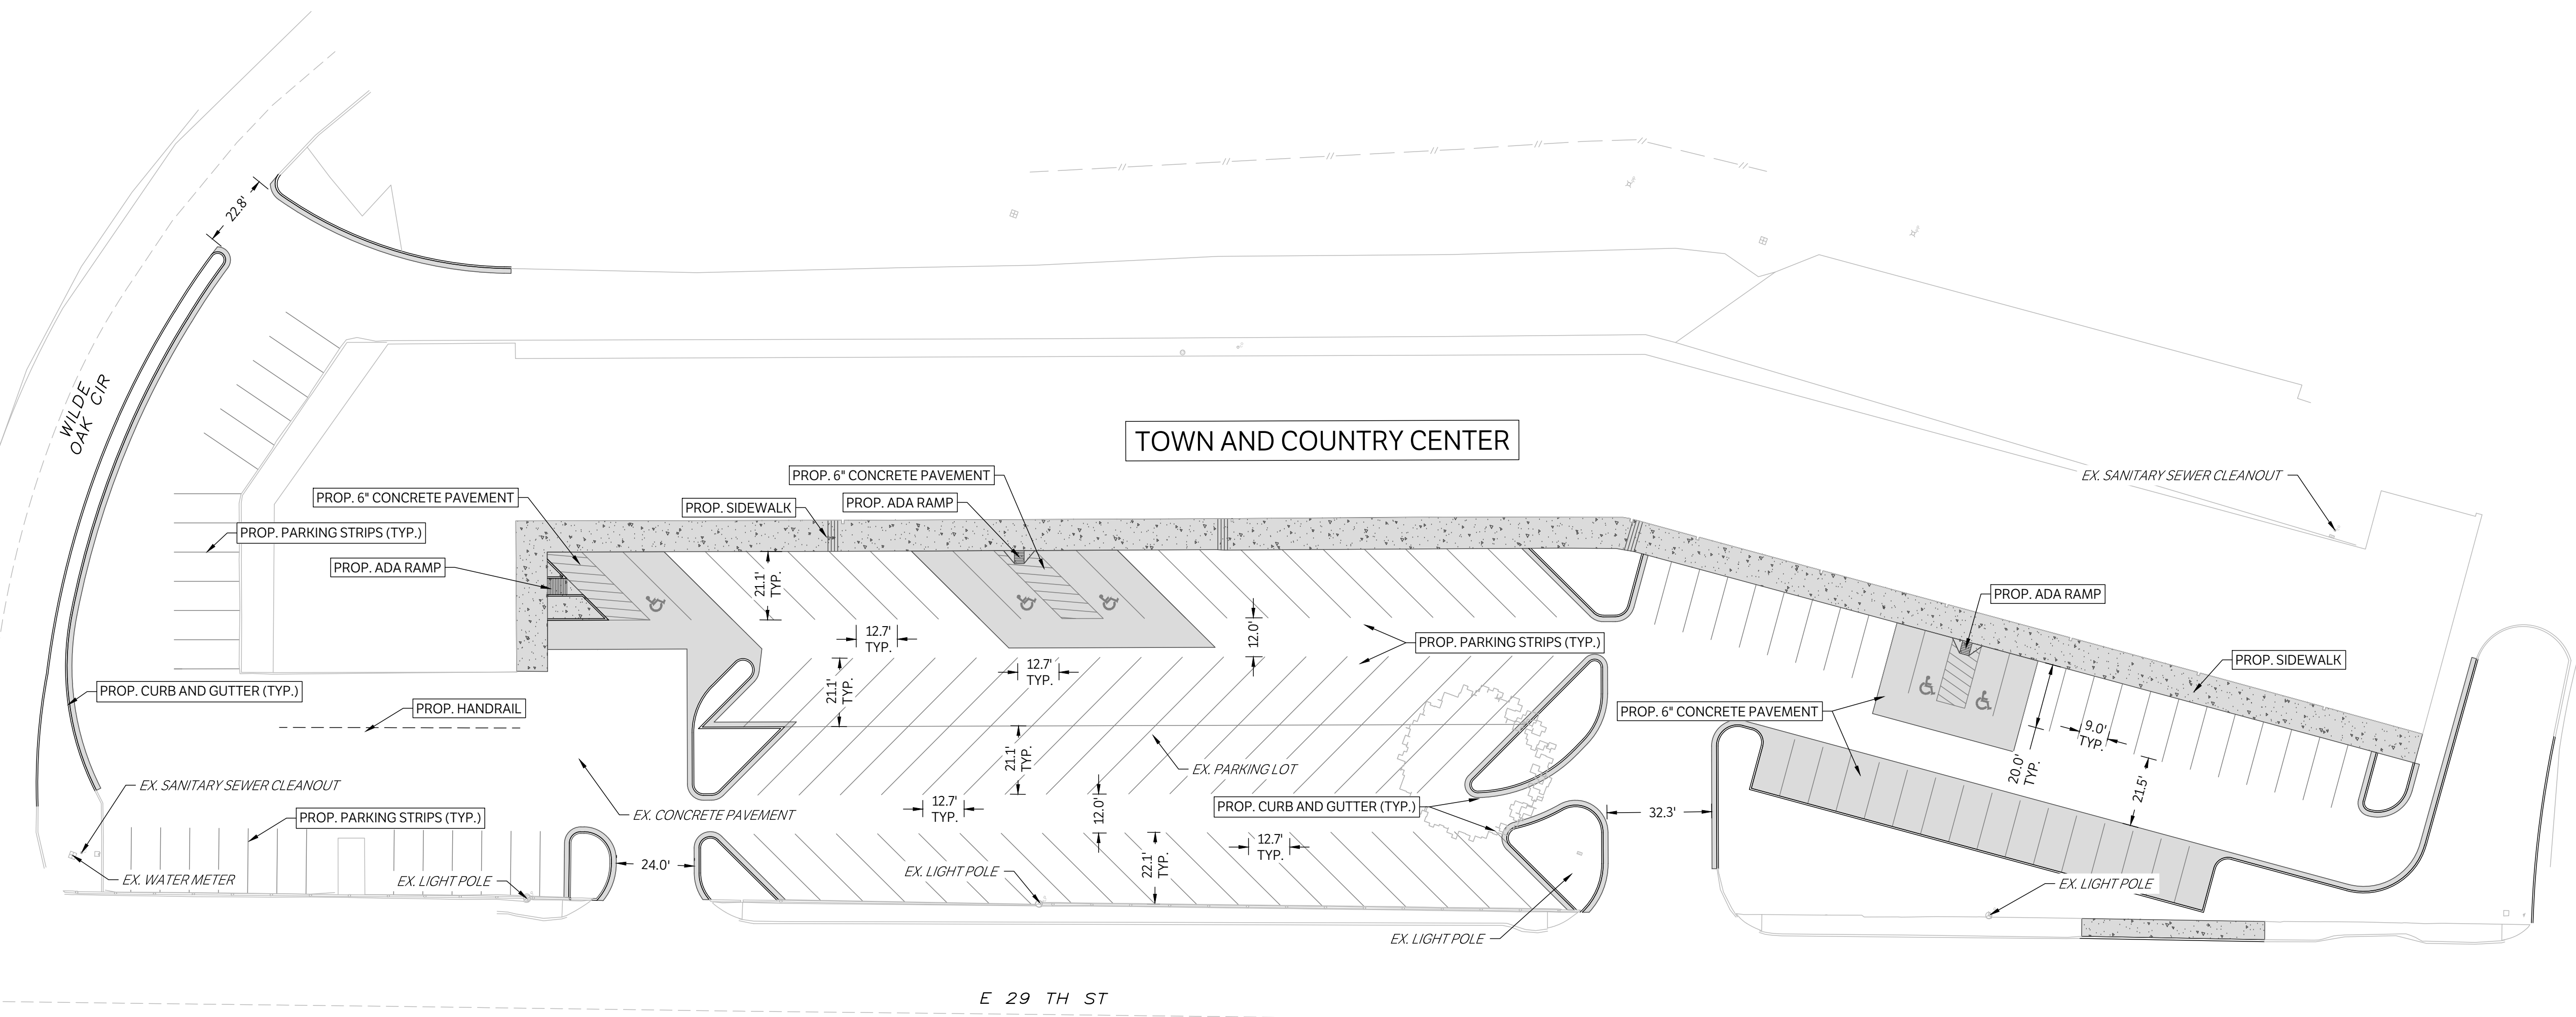 22.8'
WILDE
OAK CIR
TOWN AND COUNTRY CENTER
PROP. 6" CONCRETE PAVEMENT
EX. SANITARY SEWER CLEANOUT
PROP. 6" CONCRETE PAVEMENT
PROP. ADA RAMP
PROP. SIDEWALK
PROP. PARKING STRIPS (TYP.)
PROP. ADA RAMP
21.1'
TYP.
PROP. ADA RAMP
12.7'
TYP.
12.0'
PROP. PARKING STRIPS (TYP.)
PROP. SIDEWALK
12.7'
TYP.
21.1'
TYP.
PROP. CURB AND GUTTER (TYP.)
PROP. HANDRAIL
PROP. 6" CONCRETE PAVEMENT
9.0'
TYP.
21.1'
TYP.
EX. PARKING LOT
20.0'
TYP.
21.5'
EX. SANITARY SEWER CLEANOUT
12.7'
TYP.
12.0'
PROP. CURB AND GUTTER (TYP.)
32.3'
EX. CONCRETE PAVEMENT
PROP. PARKING STRIPS (TYP.)
12.7'
TYP.
24.0'
22.1'
TYP.
EX. WATER METER
EX. LIGHT POLE
EX. LIGHT POLE
EX. LIGHT POLE
EX. LIGHT POLE
E 29 TH ST